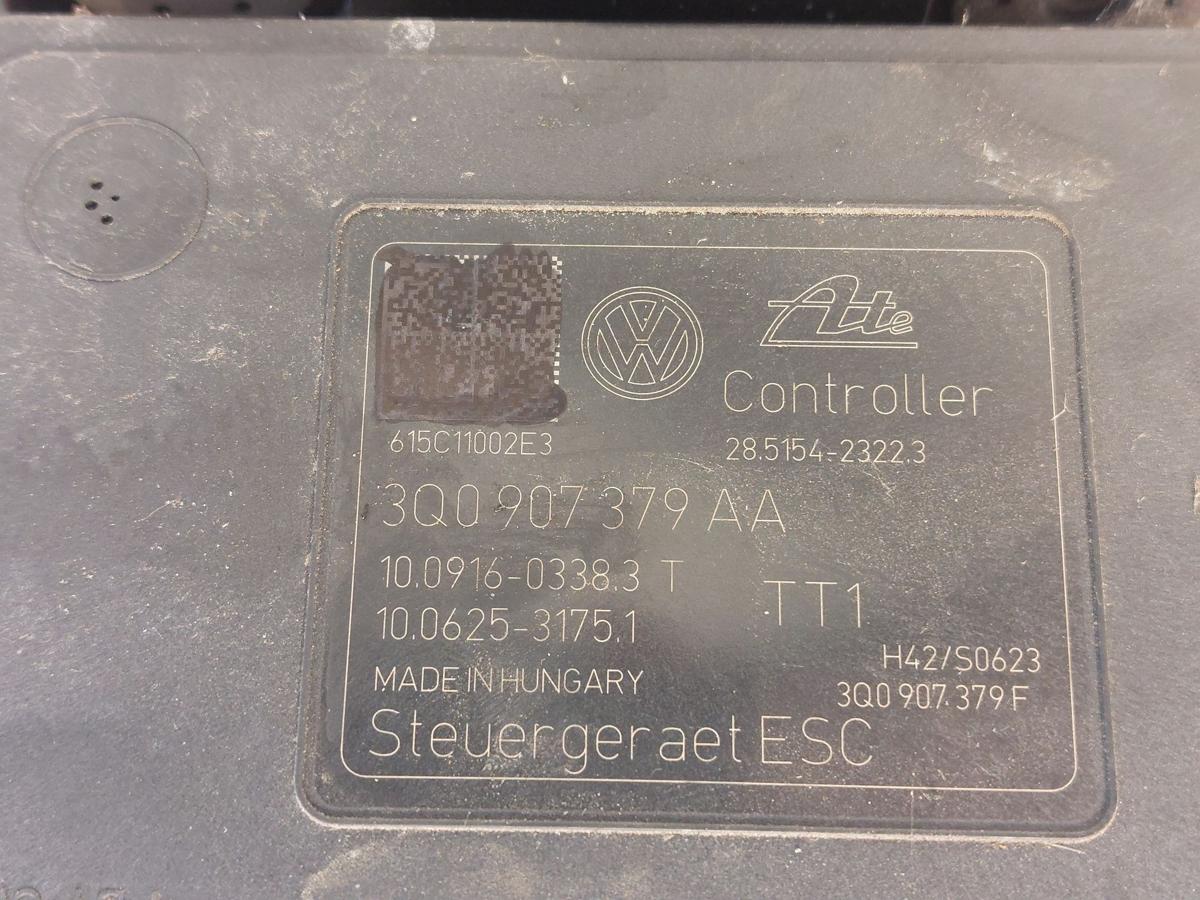 Ate
Controller
615C11002E3
28.5154-2322.3
3Q0 907 379 AA
10.0916-0338.3 T
10.0625-3175.1
TT1
H42/S0623
MADE IN HUNGARY
3Q0 907.379 F
Steuergeraet ESC